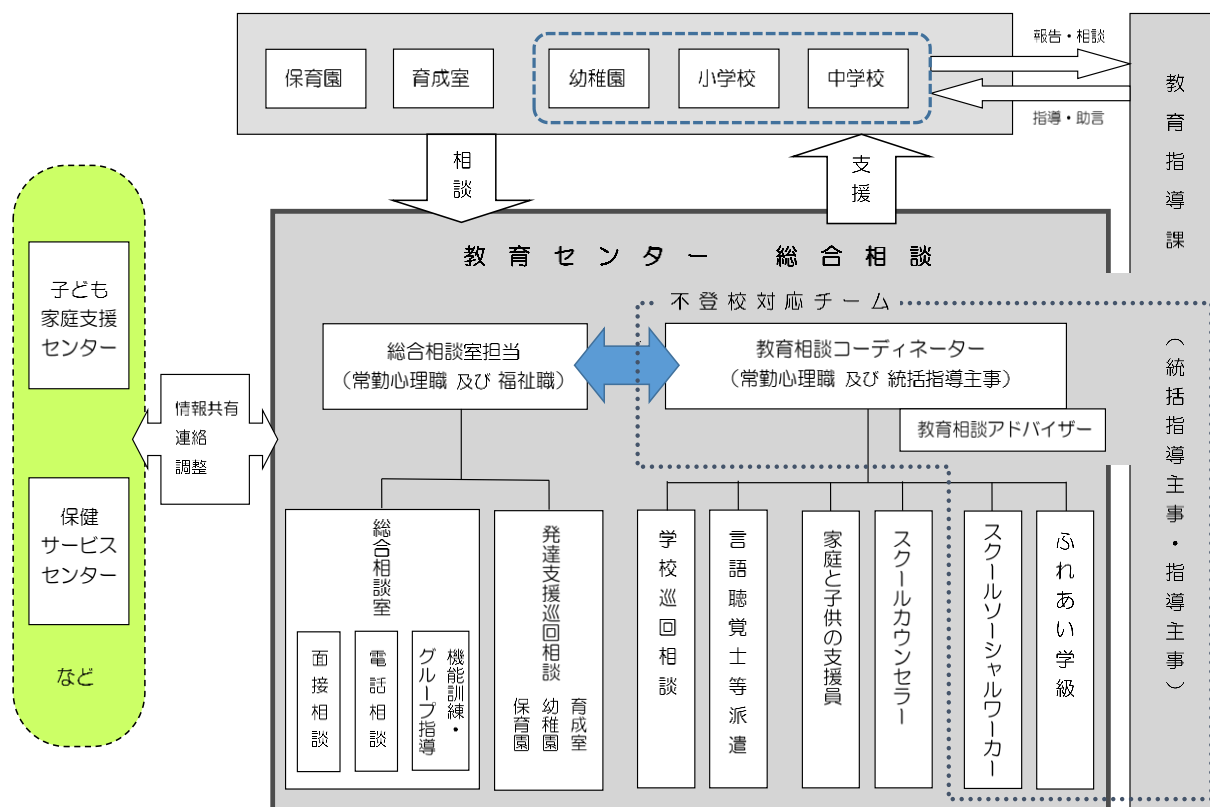 保育園
育成室
幼稚園
小学校
中学校
報告・相談
指導・助言
教育指導課
（統括指導主事・指導主事）
相談
支援
教育センター 総合相談
子ども
家庭支援
センター
保健
サービス
センター
など
情報共有
連絡
調整
不登校対応チーム
総合相談室担当
（常勤心理職 及び 福祉職）
教育相談コーディネーター
（常勤心理職 及び 統括指導主事）
教育相談アドバイザー
総合相談室
面接相談
電話相談
機能訓練・
グループ指導
発達支援巡回相談
育成室
幼稚園
保育園
学校巡回相談
言語聴覚士等派遣
家庭と子供の支援員
スクールカウンセラー
スクールソーシャルワーカー
ふれあい学級